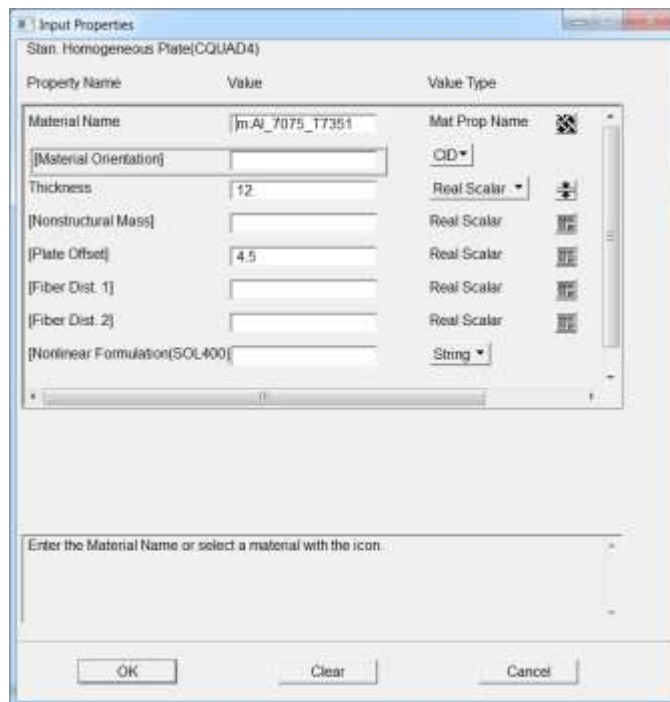 Input Properties
Stan. Homogeneous Plate(CQUAD4)
Property Name Value Value Type
Material Name m:Al_7075_T7351 Mat Prop Name
[Material Orientation] CID
Thickness 12. Real Scalar
[Nonstructural Mass] Real Scalar
[Plate Offset] 4.5 Real Scalar
[Fiber Dist. 1] Real Scalar
[Fiber Dist. 2] Real Scalar
[Nonlinear Formulation(SOL400) String
Enter the Material Name or select a material with the icon.
OK Clear Cancel